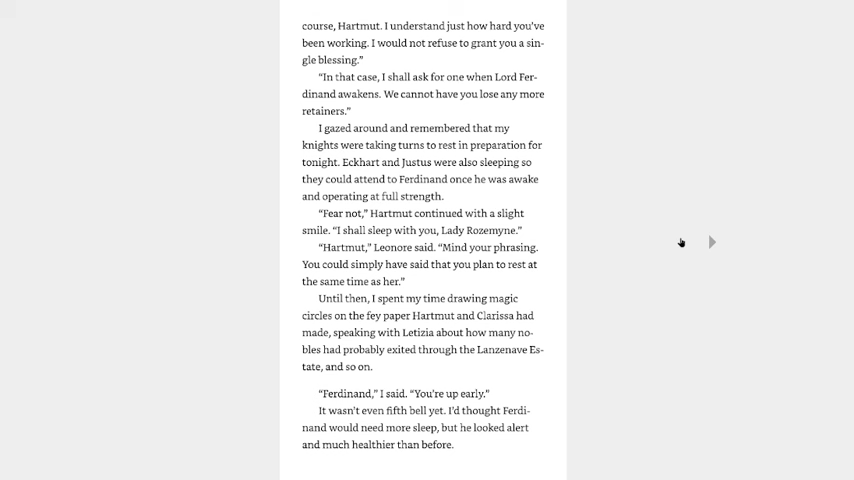 course, Hartmut. I understand just how hard you’ve
been working. I would not refuse to grant you a sin-
gle blessing.”
“In that case, I shall ask for one when Lord Fer-
dinand awakens. We cannot have you lose any more
retainers.”
I gazed around and remembered that my
knights were taking turns to rest in preparation for
tonight. Eckhart and Justus were also sleeping so
they could attend to Ferdinand once he was awake
and operating at full strength.
“Fear not,” Hartmut continued with a slight
smile. “I shall sleep with you, Lady Rozemyne.”
“Hartmut,” Leonore said. “Mind your phrasing.
You could simply have said that you plan to rest at
the same time as her.”
Until then, I spent my time drawing magic
circles on the fey paper Hartmut and Clarissa had
made, speaking with Letizia about how many no-
bles had probably exited through the Lanzenave Es-
tate, and so on.
“Ferdinand,” I said. “You’re up early.”
It wasn’t even fifth bell yet. I’d thought Ferdi-
nand would need more sleep, but he looked alert
and much healthier than before.